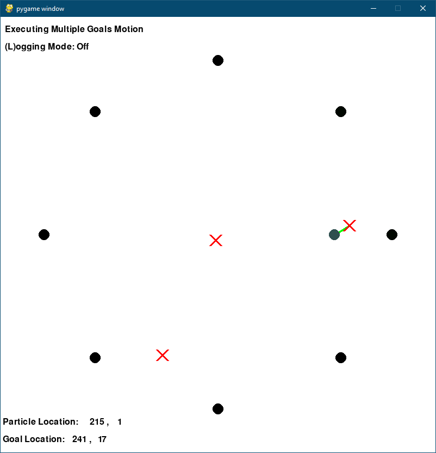 pygame window
Executing Multiple Goals Motion
(L)ogging Mode: Off
Particle Location: 215 , 1
Goal Location: 241 , 17